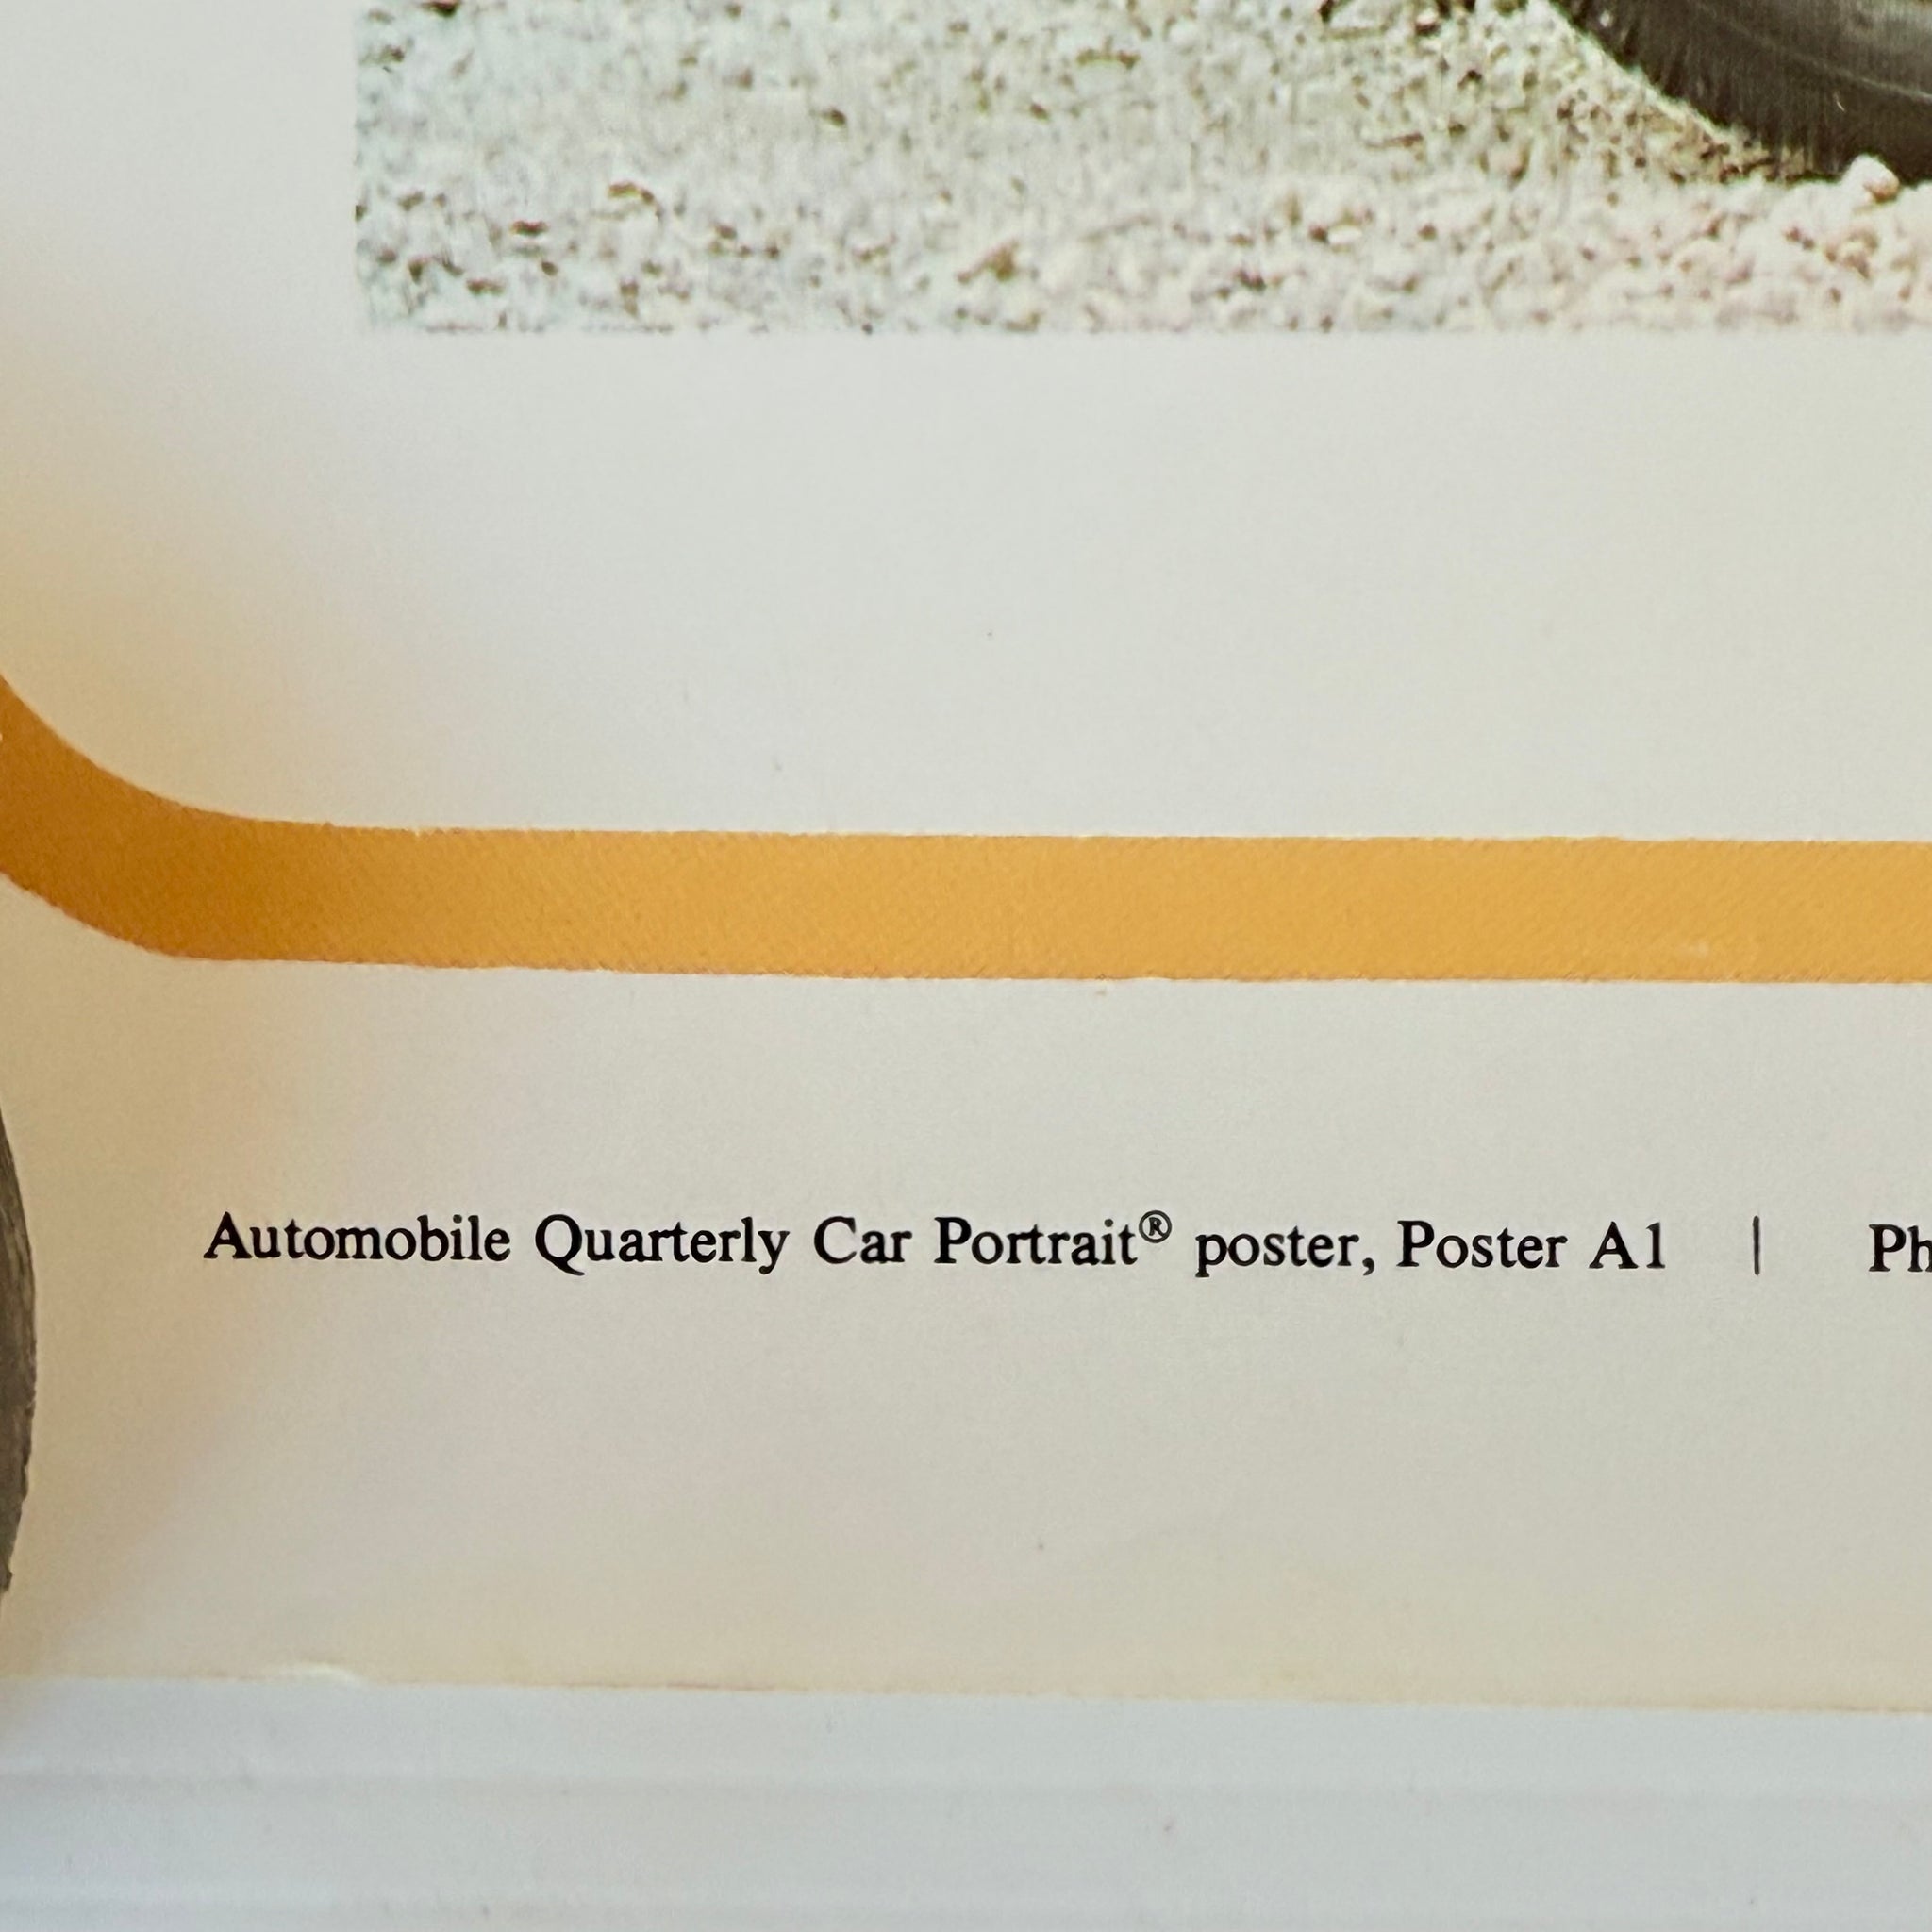 Automobile Quarterly Car Portrait® poster, Poster A1 | Ph